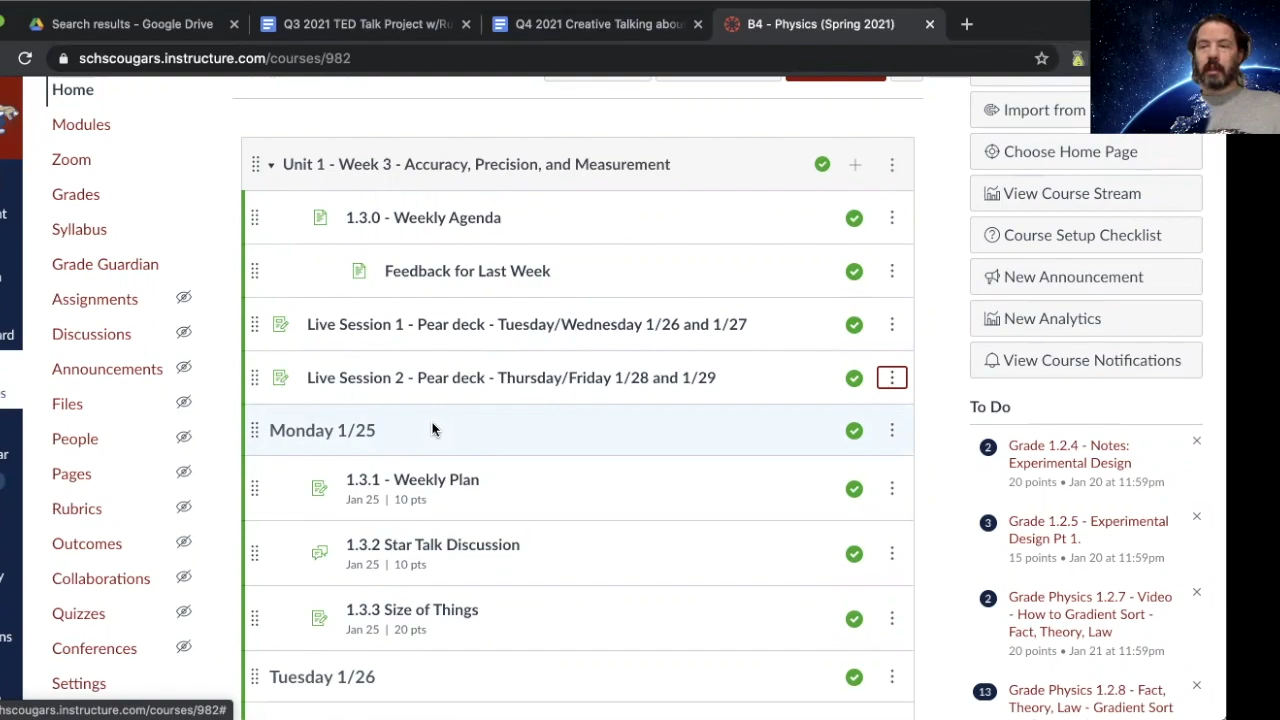 Search results - Google Drive
Q3 2021 TED Talk Project w/Ru
Q4 2021 Creative Talking abou
B4 - Physics (Spring 2021)
schscougars.instructure.com/courses/982
Home
Modules
Zoom
Grades
Syllabus
Grade Guardian
Assignments
Discussions
Announcements
Files
People
Pages
Rubrics
Outcomes
Collaborations
Quizzes
Conferences
Settings
Unit 1 - Week 3 - Accuracy, Precision, and Measurement
1.3.0 - Weekly Agenda
Feedback for Last Week
Live Session 1 - Pear deck - Tuesday/Wednesday 1/26 and 1/27
Live Session 2 - Pear deck - Thursday/Friday 1/28 and 1/29
Monday 1/25
1.3.1 - Weekly Plan
Jan 25 | 10 pts
1.3.2 Star Talk Discussion
Jan 25 | 10 pts
1.3.3 Size of Things
Jan 25 | 20 pts
Tuesday 1/26
Import from
Choose Home Page
View Course Stream
Course Setup Checklist
New Announcement
New Analytics
View Course Notifications
To Do
2 Grade 1.2.4 - Notes:
Experimental Design
20 points • Jan 20 at 11:59pm
3 Grade 1.2.5 - Experimental
Design Pt 1.
15 points • Jan 20 at 11:59pm
2 Grade Physics 1.2.7 - Video
- How to Gradient Sort -
Fact, Theory, Law
20 points • Jan 21 at 11:59pm
13 Grade Physics 1.2.8 - Fact,
Theory, Law - Gradient Sort
hscougars.instructure.com/courses/982#